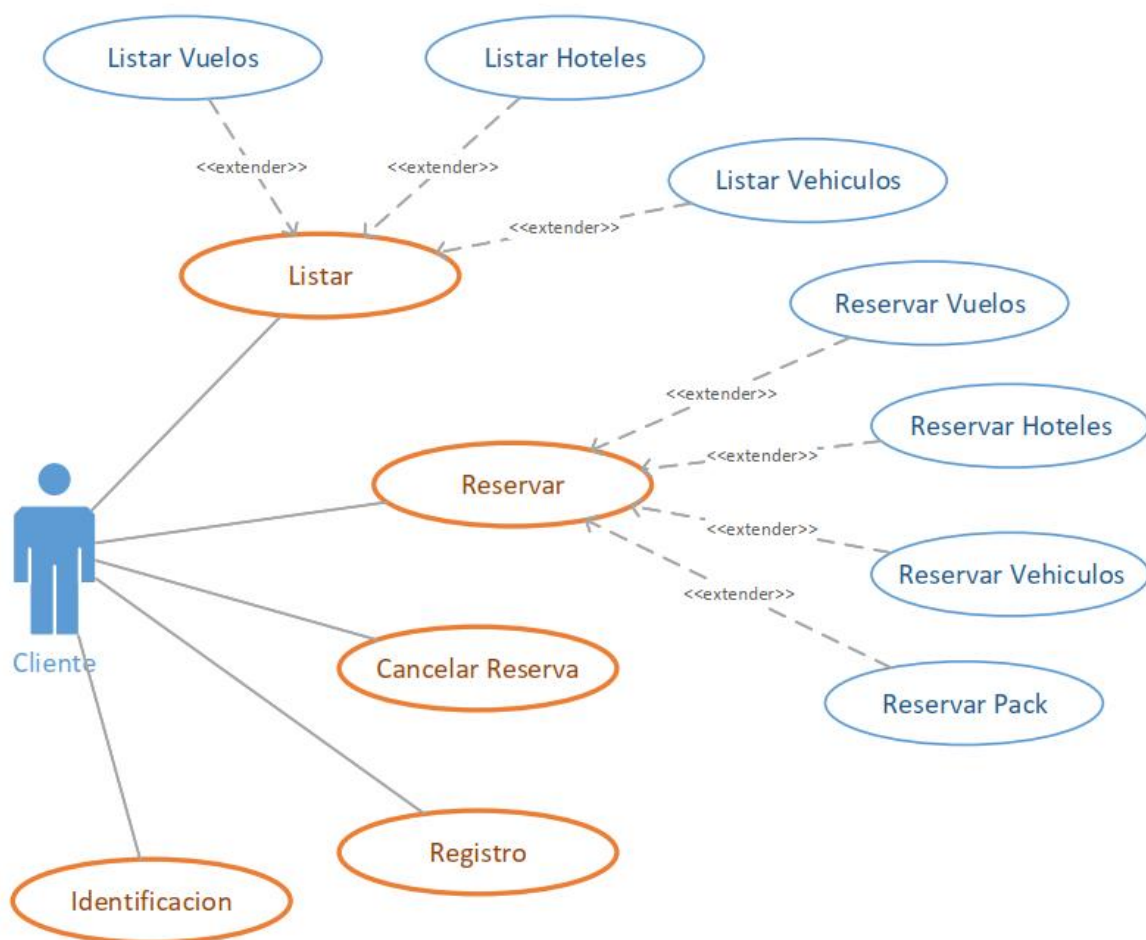 Listar Vuelos
Listar Hoteles
<<extender>>
<<extender>>
Listar Vehiculos
<<extender>>
Listar
Reservar Vuelos
<<extender>>
Reservar Hoteles
<<extender>>
Reservar
<<extender>>
Reservar Vehiculos
<<extender>>
Cliente
Cancelar Reserva
Reservar Pack
Registro
Identificacion